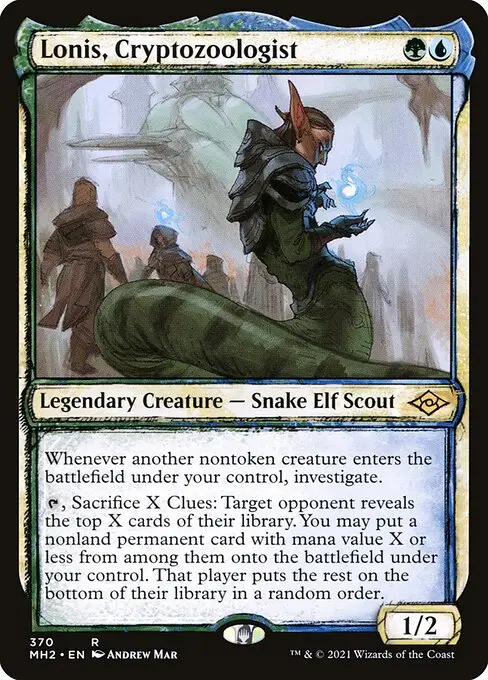 Lonis, Cryptozoologist
Legendary Creature — Snake Elf Scout
Whenever another nontoken creature enters the
battlefield under your control, investigate.
, Sacrifice X Clues: Target opponent reveals
the top X cards of their library. You may put a
nonland permanent card with mana value X or
less from among them onto the battlefield under
your control. That player puts the rest on the
bottom of their library in a random order.
1/2
370 R
MH2 • EN Andrew Mar
™ & © 2021 Wizards of the Coast